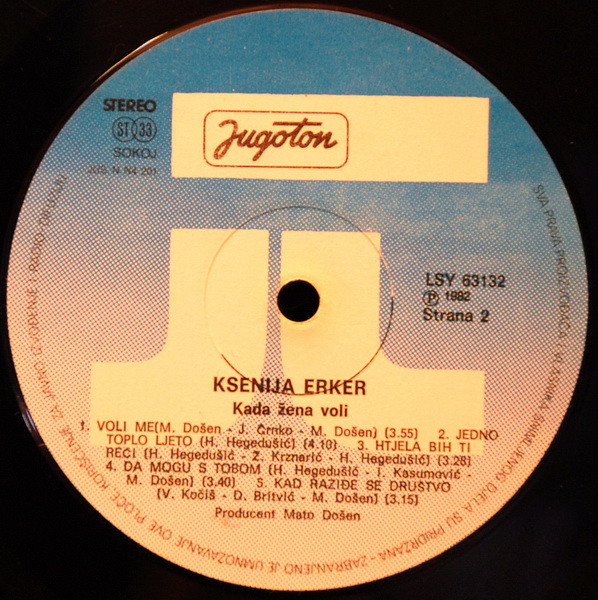 STEREO
ST 33
SOKOJ
JUS. N. N4 201
Jugoton
LSY 63132
Ⓟ 1982
Strana 2
KSENIJA ERKER
Kada žena voli
1. VOLI ME(M. Došen - J. Črnko - M. Došen) (3.55) 2. JEDNO
TOPLO LJETO (H. Hegedušić) (4.10) 3. HTJELA BIH TI
REĆI (H. Hegedušić - Z. Krznarić - H. Hegedušić) (3.28)
4. DA MOGU S TOBOM (H. Hegedušić - I. Kasumović -
M. Došen) (3.40) 5. KAD RAZIĐE SE DRUŠTVO
(V. Kočiš - D. Britvić - M. Došen) (3.15)
Producent Mato Došen
SVA PRAVA PROIZVOĐAČA I VLASNIKA SNIMLJENOG DJELA SU PRIDRŽANA - ZABRANJENO JE UMNOŽAVANJE OVE PLOČE, KORIŠĆENJE ZA JAVNO IZVOĐENJE I RADIO-DIFUZIJU